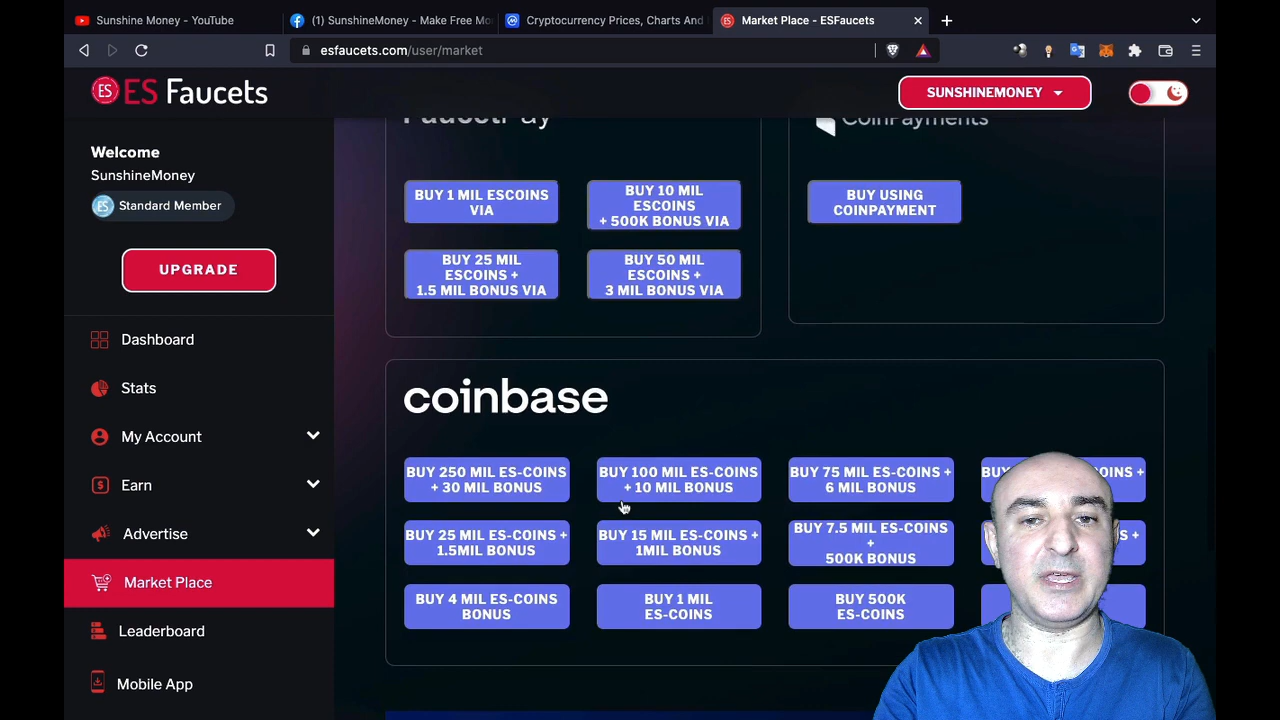 Sunshine Money - YouTube
(1) SunshineMoney - Make Free Mo
Cryptocurrency Prices, Charts And
Market Place - ESFaucets
esfaucets.com/user/market
ES
ES Faucets
SUNSHINEMONEY
Welcome
SunshineMoney
ES
Standard Member
UPGRADE
Dashboard
Stats
My Account
Earn
Advertise
Market Place
Leaderboard
Mobile App
FaucetPay
CoinPayments
BUY 1 MIL ESCOINS
VIA
BUY 10 MIL
ESCOINS
+ 500K BONUS VIA
BUY 25 MIL
ESCOINS +
1.5 MIL BONUS VIA
BUY 50 MIL
ESCOINS +
3 MIL BONUS VIA
BUY USING
COINPAYMENT
coinbase
BUY 250 MIL ES-COINS
+ 30 MIL BONUS
BUY 100 MIL ES-COINS
+ 10 MIL BONUS
BUY 75 MIL ES-COINS +
6 MIL BONUS
BUY 25 MIL ES-COINS +
1.5MIL BONUS
BUY 15 MIL ES-COINS +
1MIL BONUS
BUY 7.5 MIL ES-COINS
+
500K BONUS
BUY 4 MIL ES-COINS
BONUS
BUY 1 MIL
ES-COINS
BUY 500K
ES-COINS